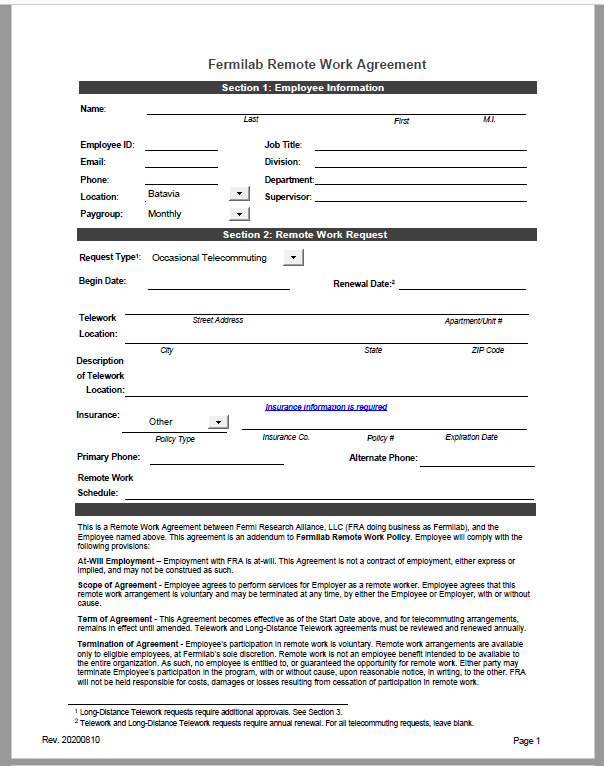 Fermilab Remote Work Agreement
Section 1: Employee Information
Name:
Last First M.I.
Employee ID: Job Title:
Email: Division:
Phone: Department:
Location: Batavia Supervisor:
Paygroup: Monthly
Section 2: Remote Work Request
Request Type¹: Occasional Telecommuting
Begin Date: Renewal Date:²
Telework
Street Address Apartment/Unit #
Location:
City State ZIP Code
Description
of Telework
Location:
Insurance information is required
Insurance: Other
Policy Type Insurance Co. Policy # Expiration Date
Primary Phone: Alternate Phone:
Remote Work
Schedule:
This is a Remote Work Agreement between Fermi Research Alliance, LLC (FRA doing business as Fermilab), and the
Employee named above. This agreement is an addendum to Fermilab Remote Work Policy. Employee will comply with the
following provisions:
At-Will Employment – Employment with FRA is at-will. This Agreement is not a contract of employment, either express or
implied, and may not be construed as such.
Scope of Agreement - Employee agrees to perform services for Employer as a remote worker. Employee agrees that this
remote work arrangement is voluntary and may be terminated at any time, by either the Employee or Employer, with or without
cause.
Term of Agreement - This Agreement becomes effective as of the Start Date above, and for telecommuting arrangements,
remains in effect until amended. Telework and Long-Distance Telework agreements must be reviewed and renewed annually.
Termination of Agreement - Employee's participation in remote work is voluntary. Remote work arrangements are available
only to eligible employees, at Fermilab's sole discretion. Remote work is not an employee benefit intended to be available to
the entire organization. As such, no employee is entitled to, or guaranteed the opportunity for remote work. Either party may
terminate Employee's participation in the program, with or without cause, upon reasonable notice, in writing, to the other. FRA
will not be held responsible for costs, damages or losses resulting from cessation of participation in remote work.
¹ Long-Distance Telework requests require additional approvals. See Section 3.
² Telework and Long-Distance Telework requests require annual renewal. For all telecommuting requests, leave blank.
Rev. 20200810 Page 1